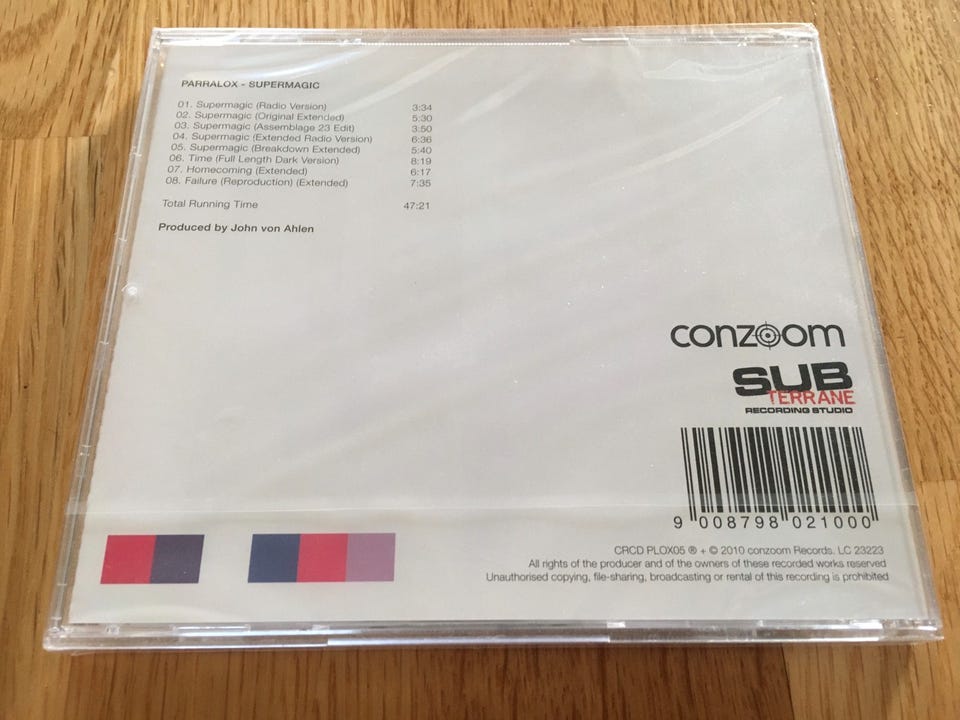 PARRALOX - SUPERMAGIC
01. Supermagic (Radio Version) 3:34
02. Supermagic (Original Extended) 5:30
03. Supermagic (Assemblage 23 Edit) 3:50
04. Supermagic (Extended Radio Version) 6:36
05. Supermagic (Breakdown Extended) 5:40
06. Time (Full Length Dark Version) 8:19
07. Homecoming (Extended) 6:17
08. Failure (Reproduction) (Extended) 7:35
Total Running Time 47:21
Produced by John von Ahlen
conzoom
SUB
TERRANE
RECORDING STUDIO
9 008798 021000
CRCD PLOX05 ® + © 2010 conzoom Records. LC 23223
All rights of the producer and of the owners of these recorded works reserved
Unauthorised copying, file-sharing, broadcasting or rental of this recording is prohibited